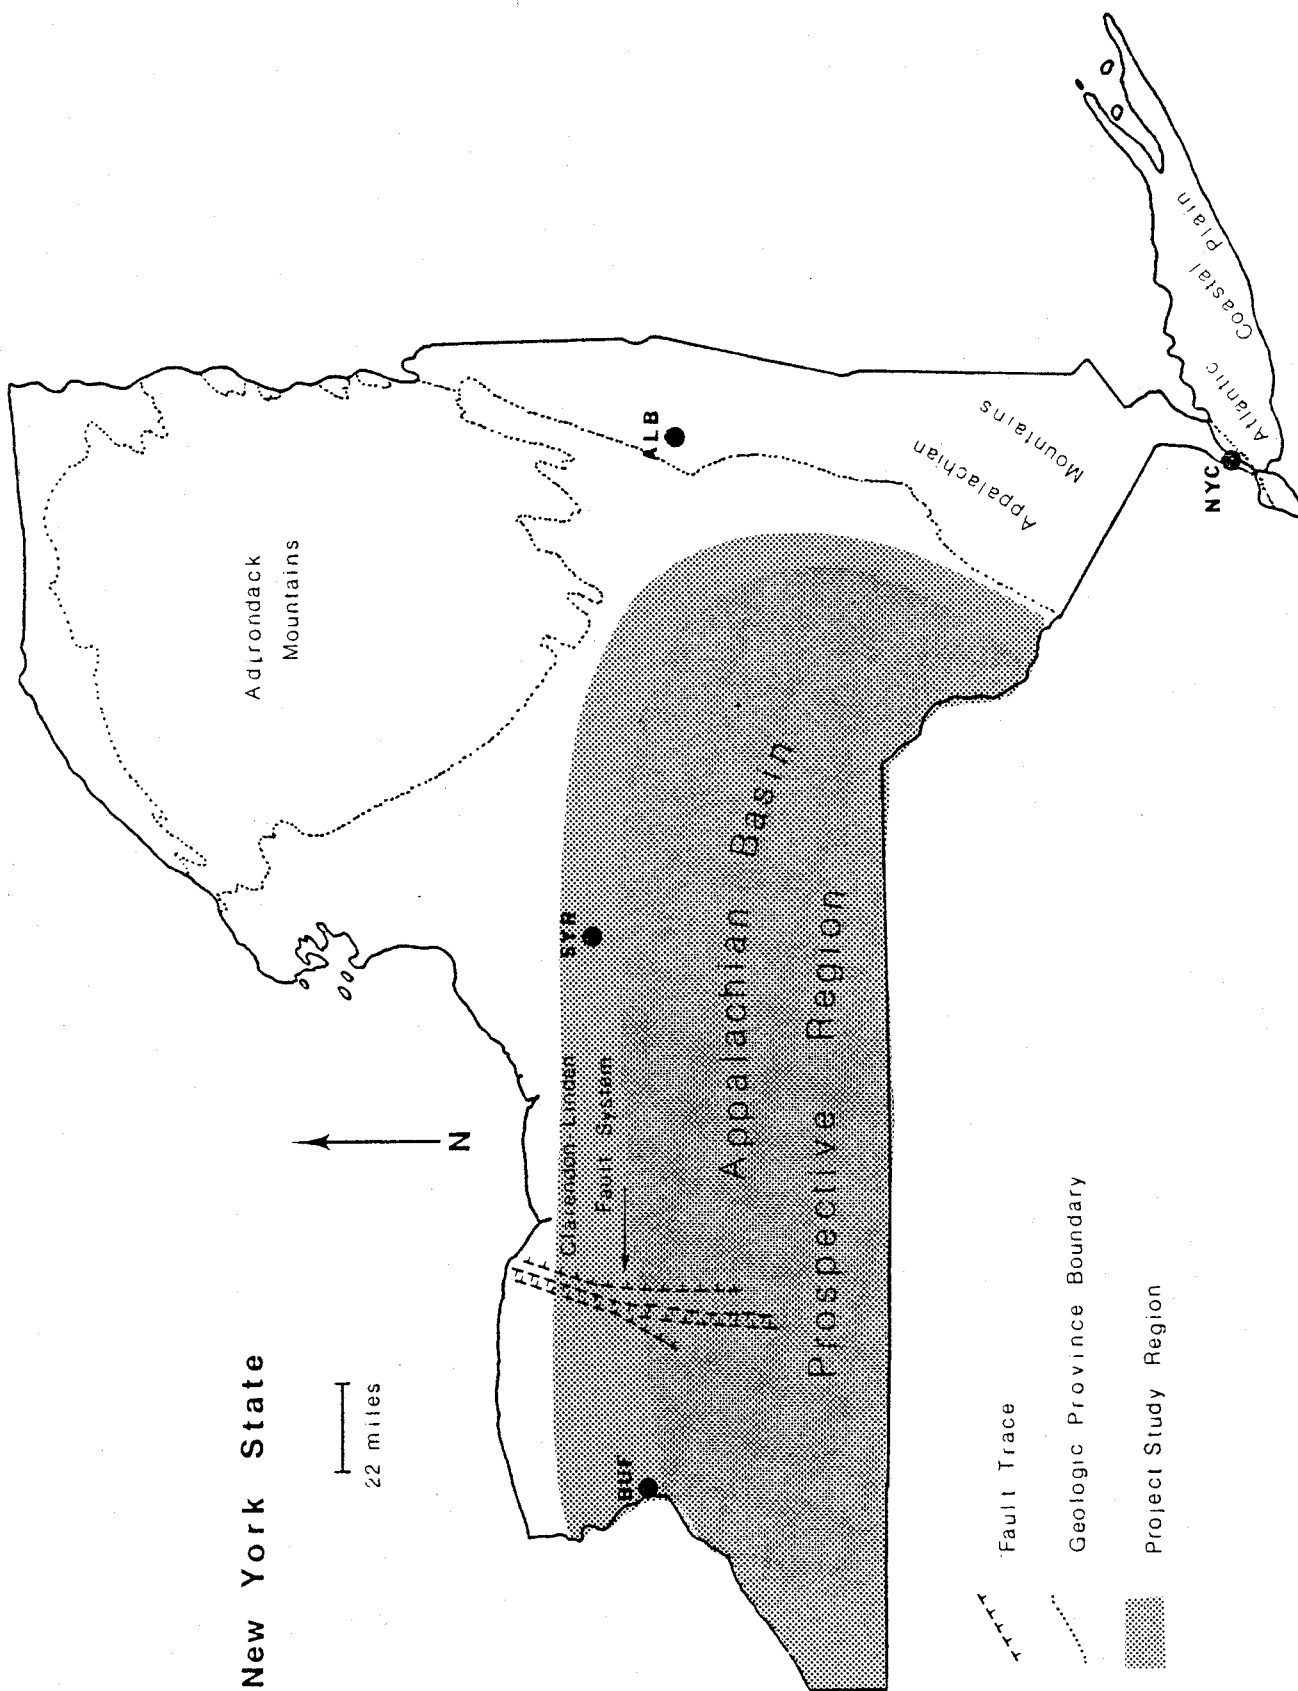 New York State
22 miles
N
Adirondack
Mountains
ALB
SYR
BUF
NYC
Clarendon-Linden
Fault System
Appalachian Basin
Prospective Region
Appalachian
Mountains
Atlantic Coastal Plain
Fault Trace
Geologic Province Boundary
Project Study Region